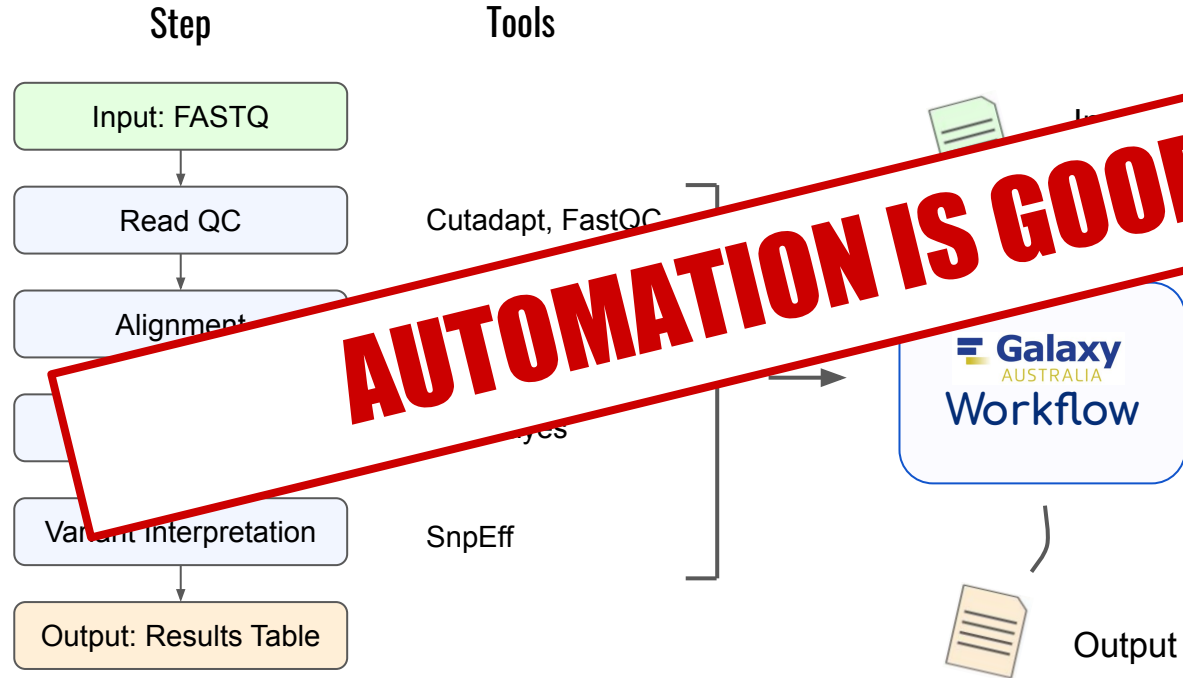 Step
Tools
Input: FASTQ
Read QC
Cutadapt, FastQC
Alignment
AUTOMATION IS GOOD
Galaxy
AUSTRALIA
Workflow
Variant Interpretation
SnpEff
Output: Results Table
Output